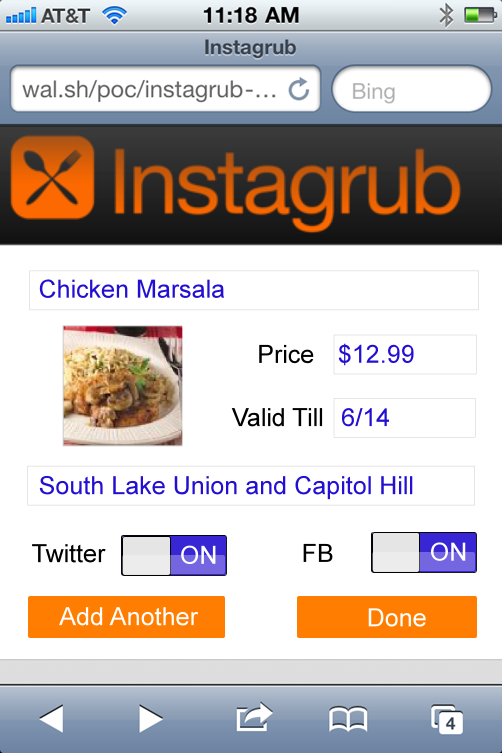 AT&T 11:18 AM
Instagrub
wal.sh/poc/instagrub-... Bing
Instagrub
Chicken Marsala
Price $12.99
Valid Till 6/14
South Lake Union and Capitol Hill
Twitter ON FB ON
Add Another Done
4